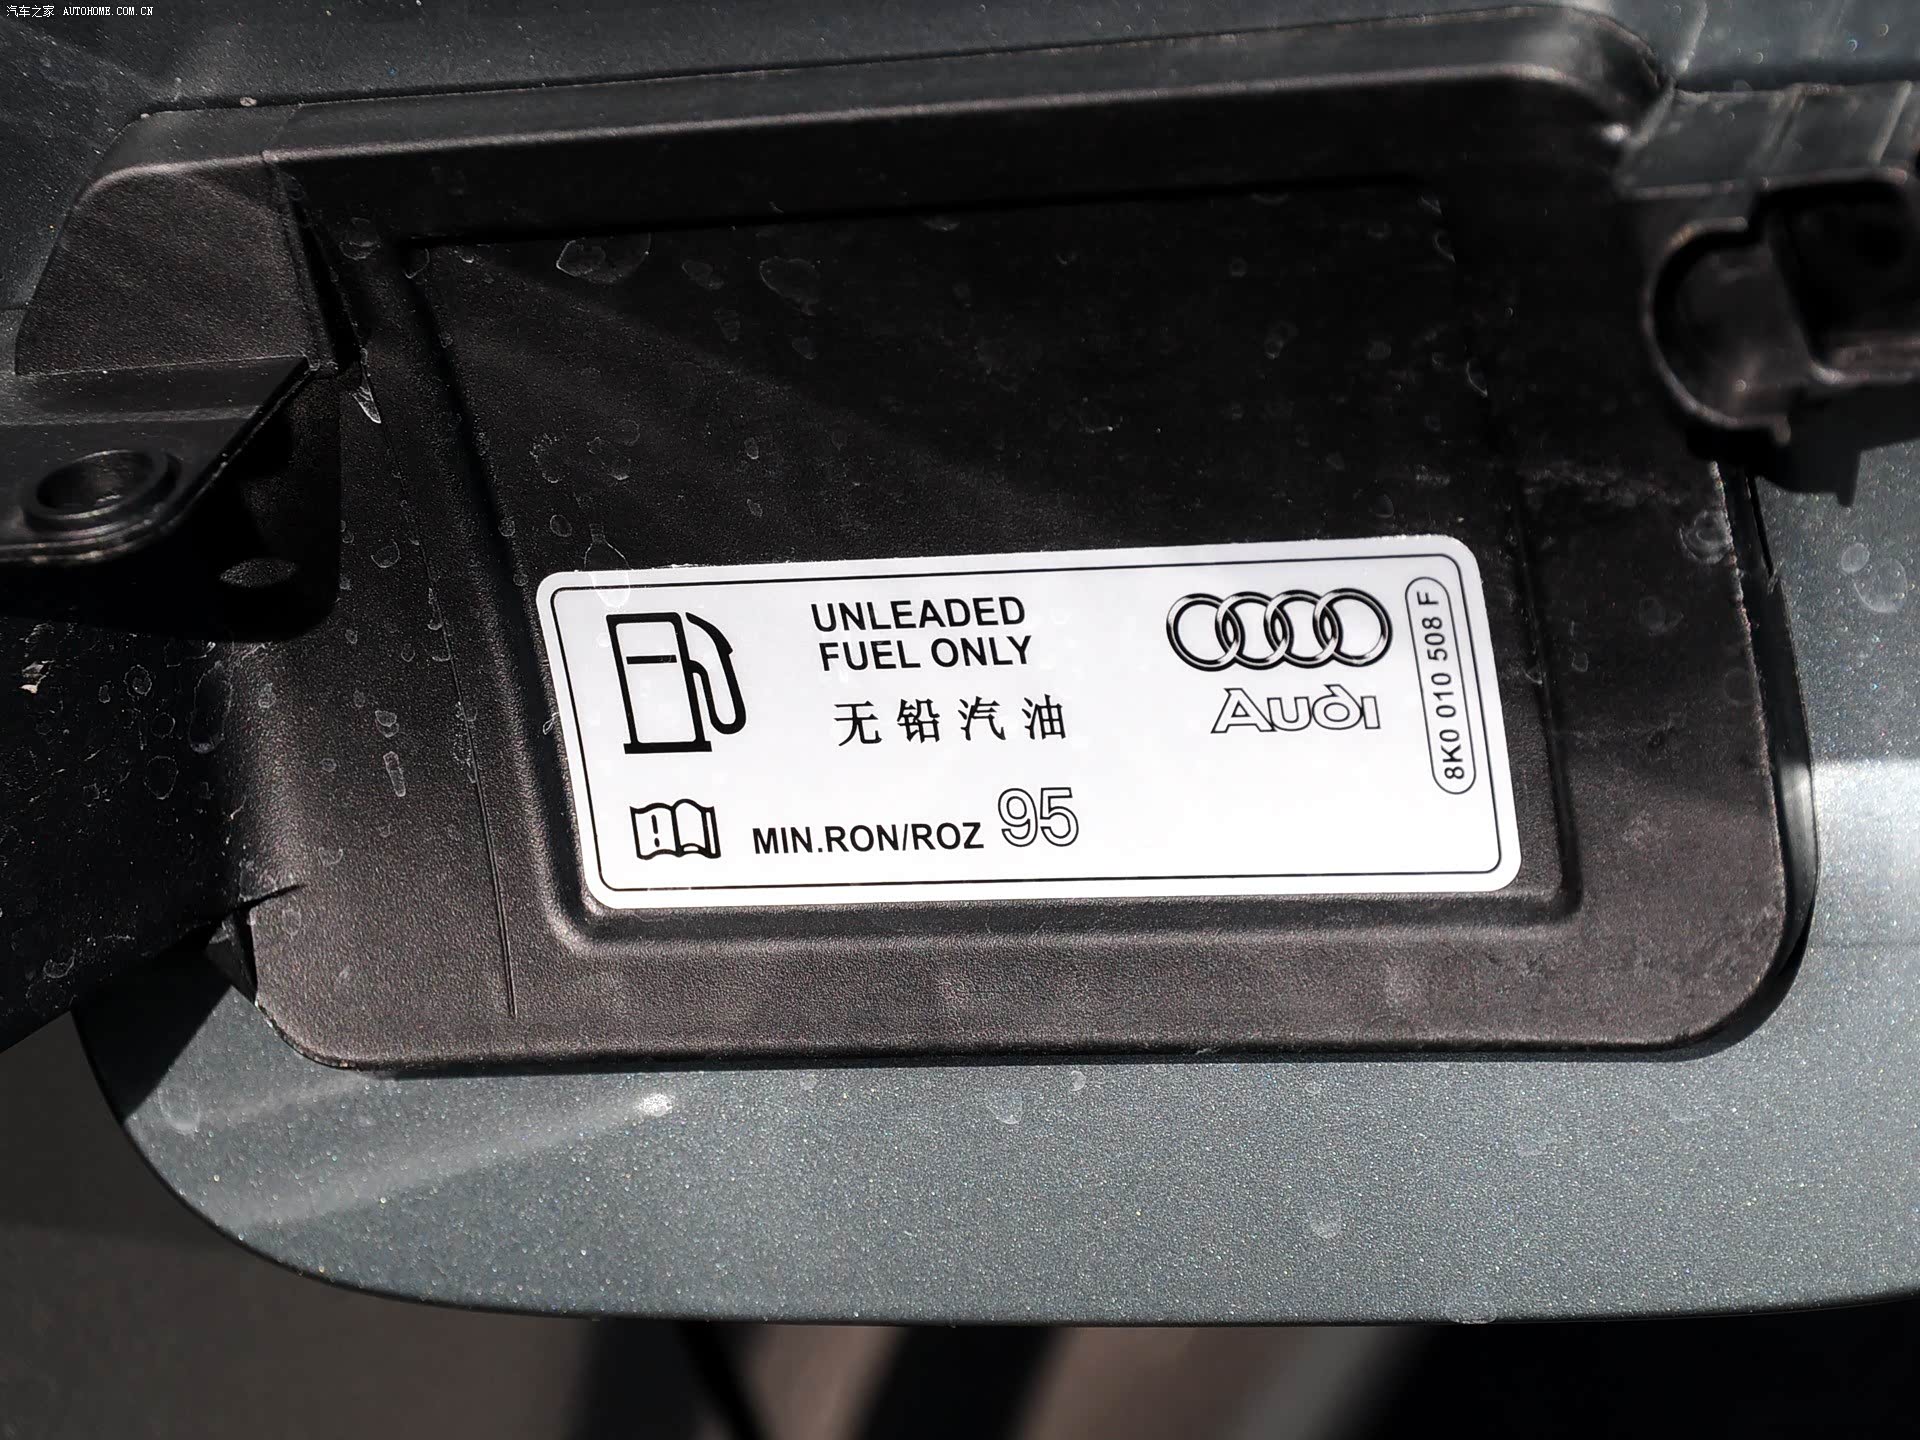 汽车之家 AUTOHOME.COM.CN
UNLEADED
FUEL ONLY
无铅汽油
MIN.RON/ROZ 95
Audi
8K0 010 508 F